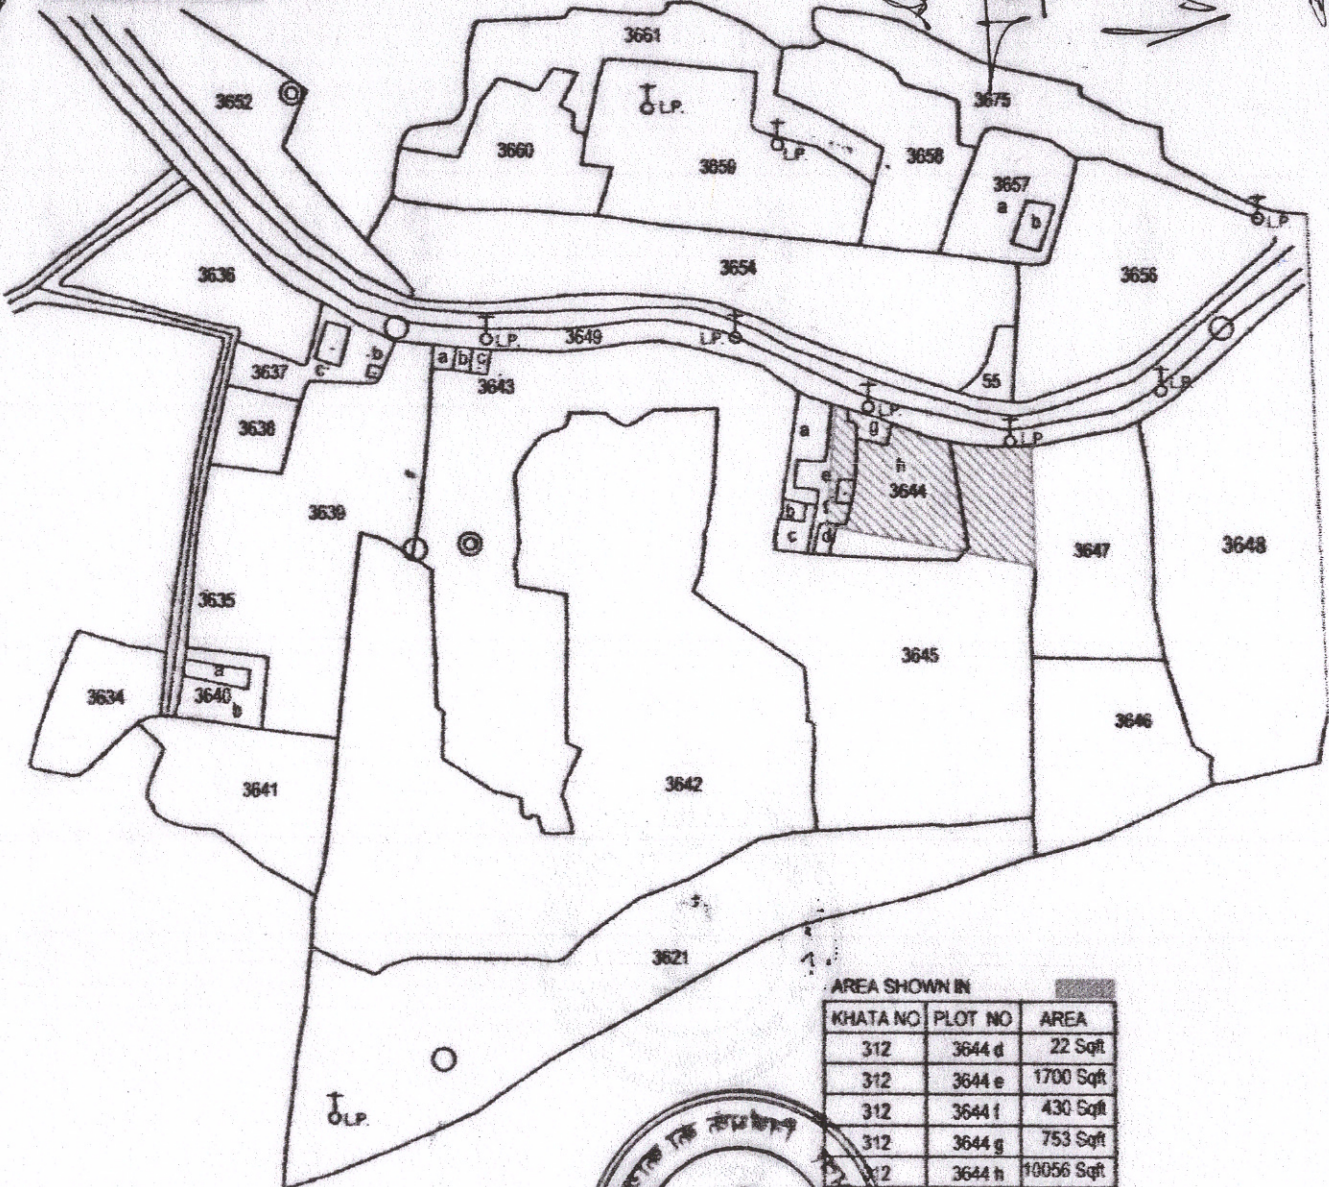 3661
3652
L.P.
3675
3660
3659
L.P.
3658
3657
a
b
L.P.
3636
3654
3656
3649
L.P.
L.P.
b
c
3637
a b c
3643
55
L.P.
L.P.
L.P.
3638
a
g
h
3644
e
f
b
c
d
3639
3647
3648
3635
3645
a
3640
b
3634
3646
3641
3642
3621
L.P.
AREA SHOWN IN
KHATA NO PLOT NO AREA
312 3644 d 22 Sqft
312 3644 e 1700 Sqft
312 3644 f 430 Sqft
312 3644 g 753 Sqft
3644 h 10056 Sqft